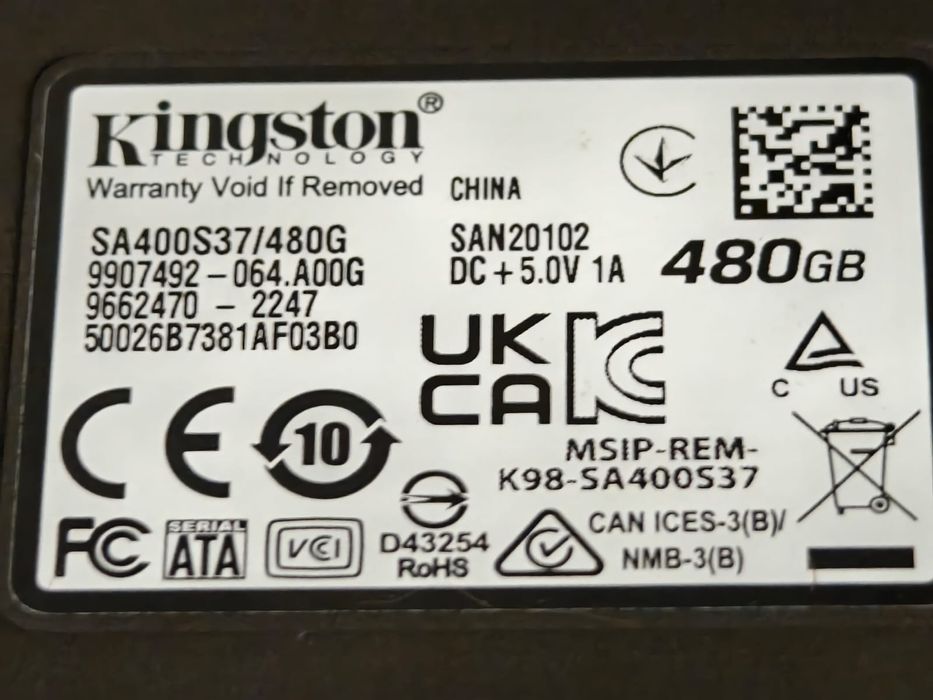 Kingston®
TECHNOLOGY
Warranty Void If Removed
CHINA
SA400S37/480G
9907492-064.A00G
9662470 - 2247
50026B7381AF03B0
SAN20102
DC+5.0V 1A
480GB
UK
CA
C US
CE
10
MSIP-REM-
K98-SA400S37
FC
SERIAL
ATA
VCCI
D43254
RoHS
CAN ICES-3(B)/
NMB-3(B)